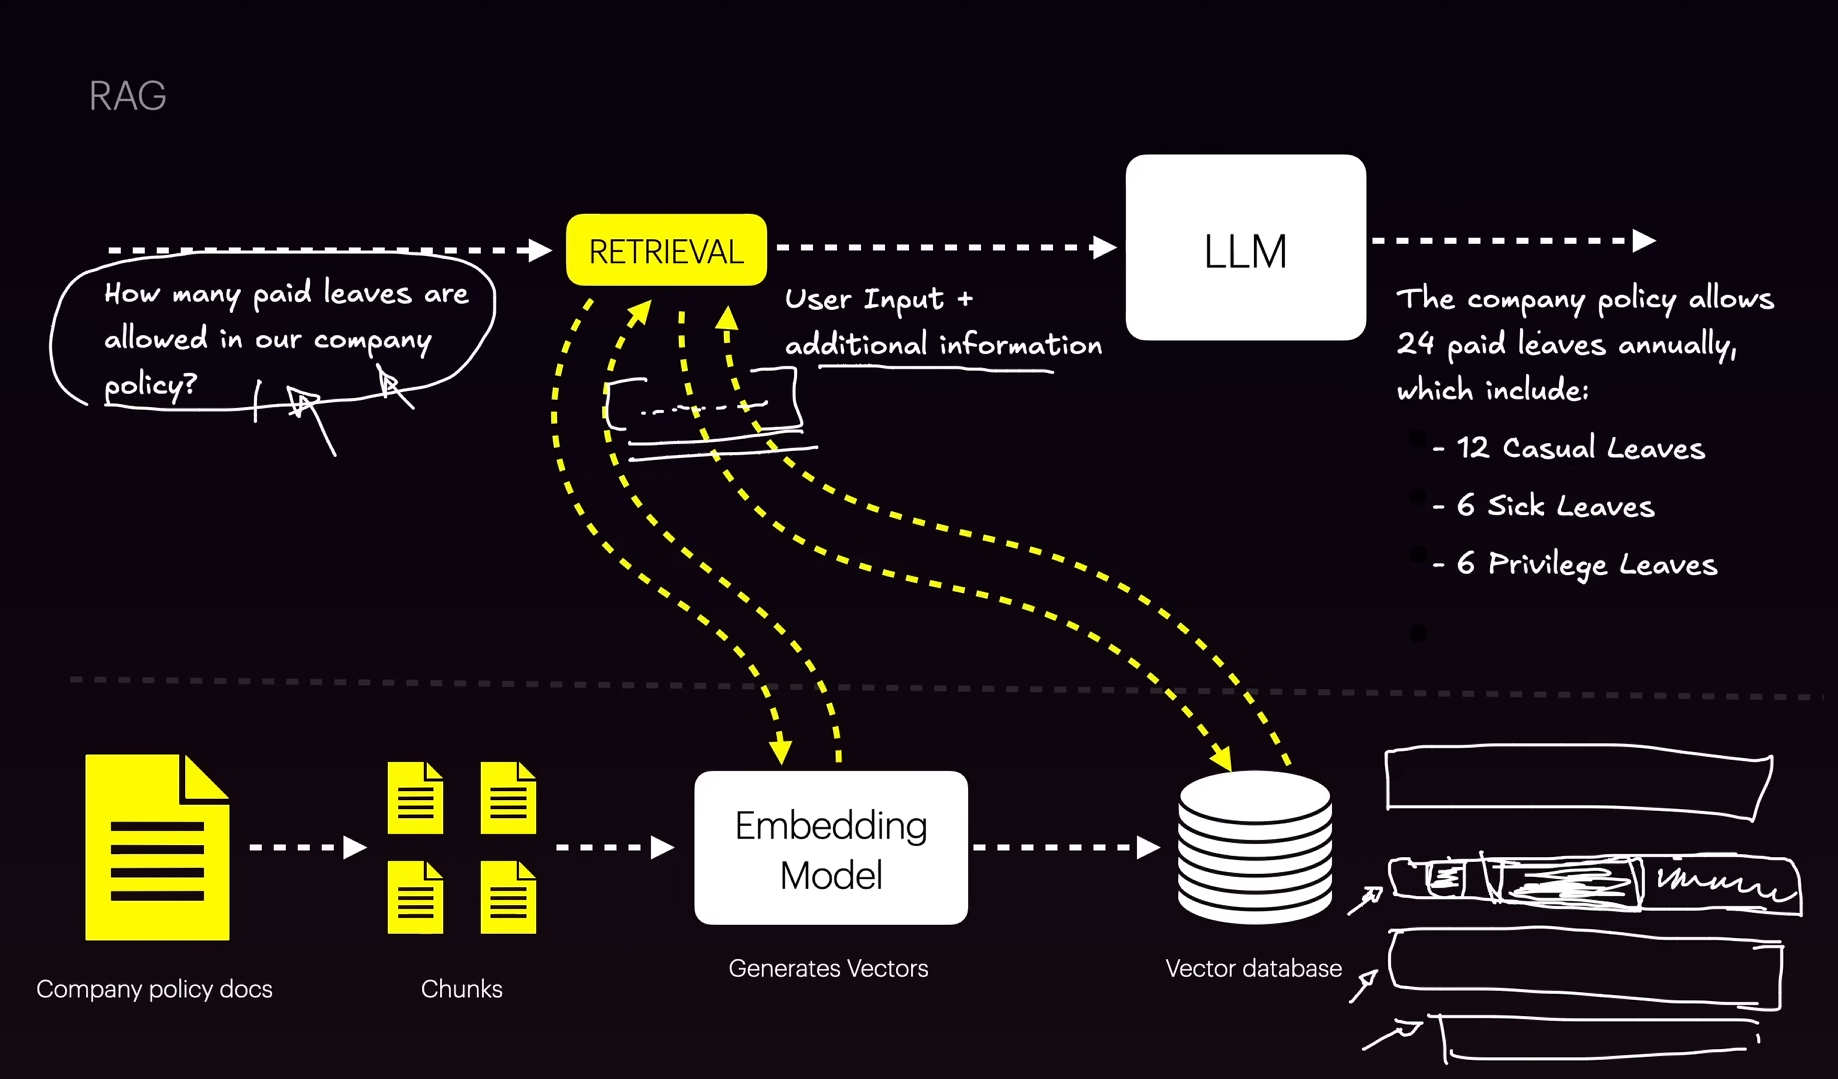 RAG
How many paid leaves are
allowed in our company
policy?
RETRIEVAL
User Input +
additional information
LLM
The company policy allows
24 paid leaves annually,
which include:
- 12 Casual Leaves
- 6 Sick Leaves
- 6 Privilege Leaves
Company policy docs
Chunks
Embedding
Model
Generates Vectors
Vector database